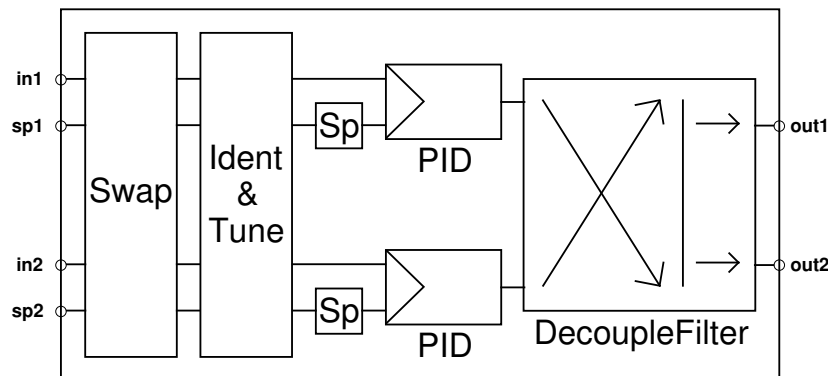 in1
sp1
in2
sp2
Swap
Ident
&
Tune
Sp
PID
Sp
PID
DecoupleFilter
out1
out2